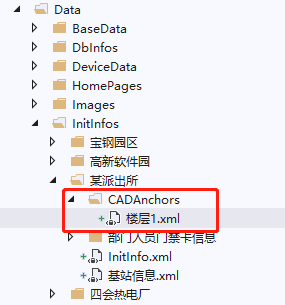 Data
BaseData
DbInfos
DeviceData
HomePages
Images
InitInfos
宝钢园区
高新软件园
某派出所
CADAnchors
楼层1.xml
部门人员门禁卡信息
InitInfo.xml
基站信息.xml
四会热电厂